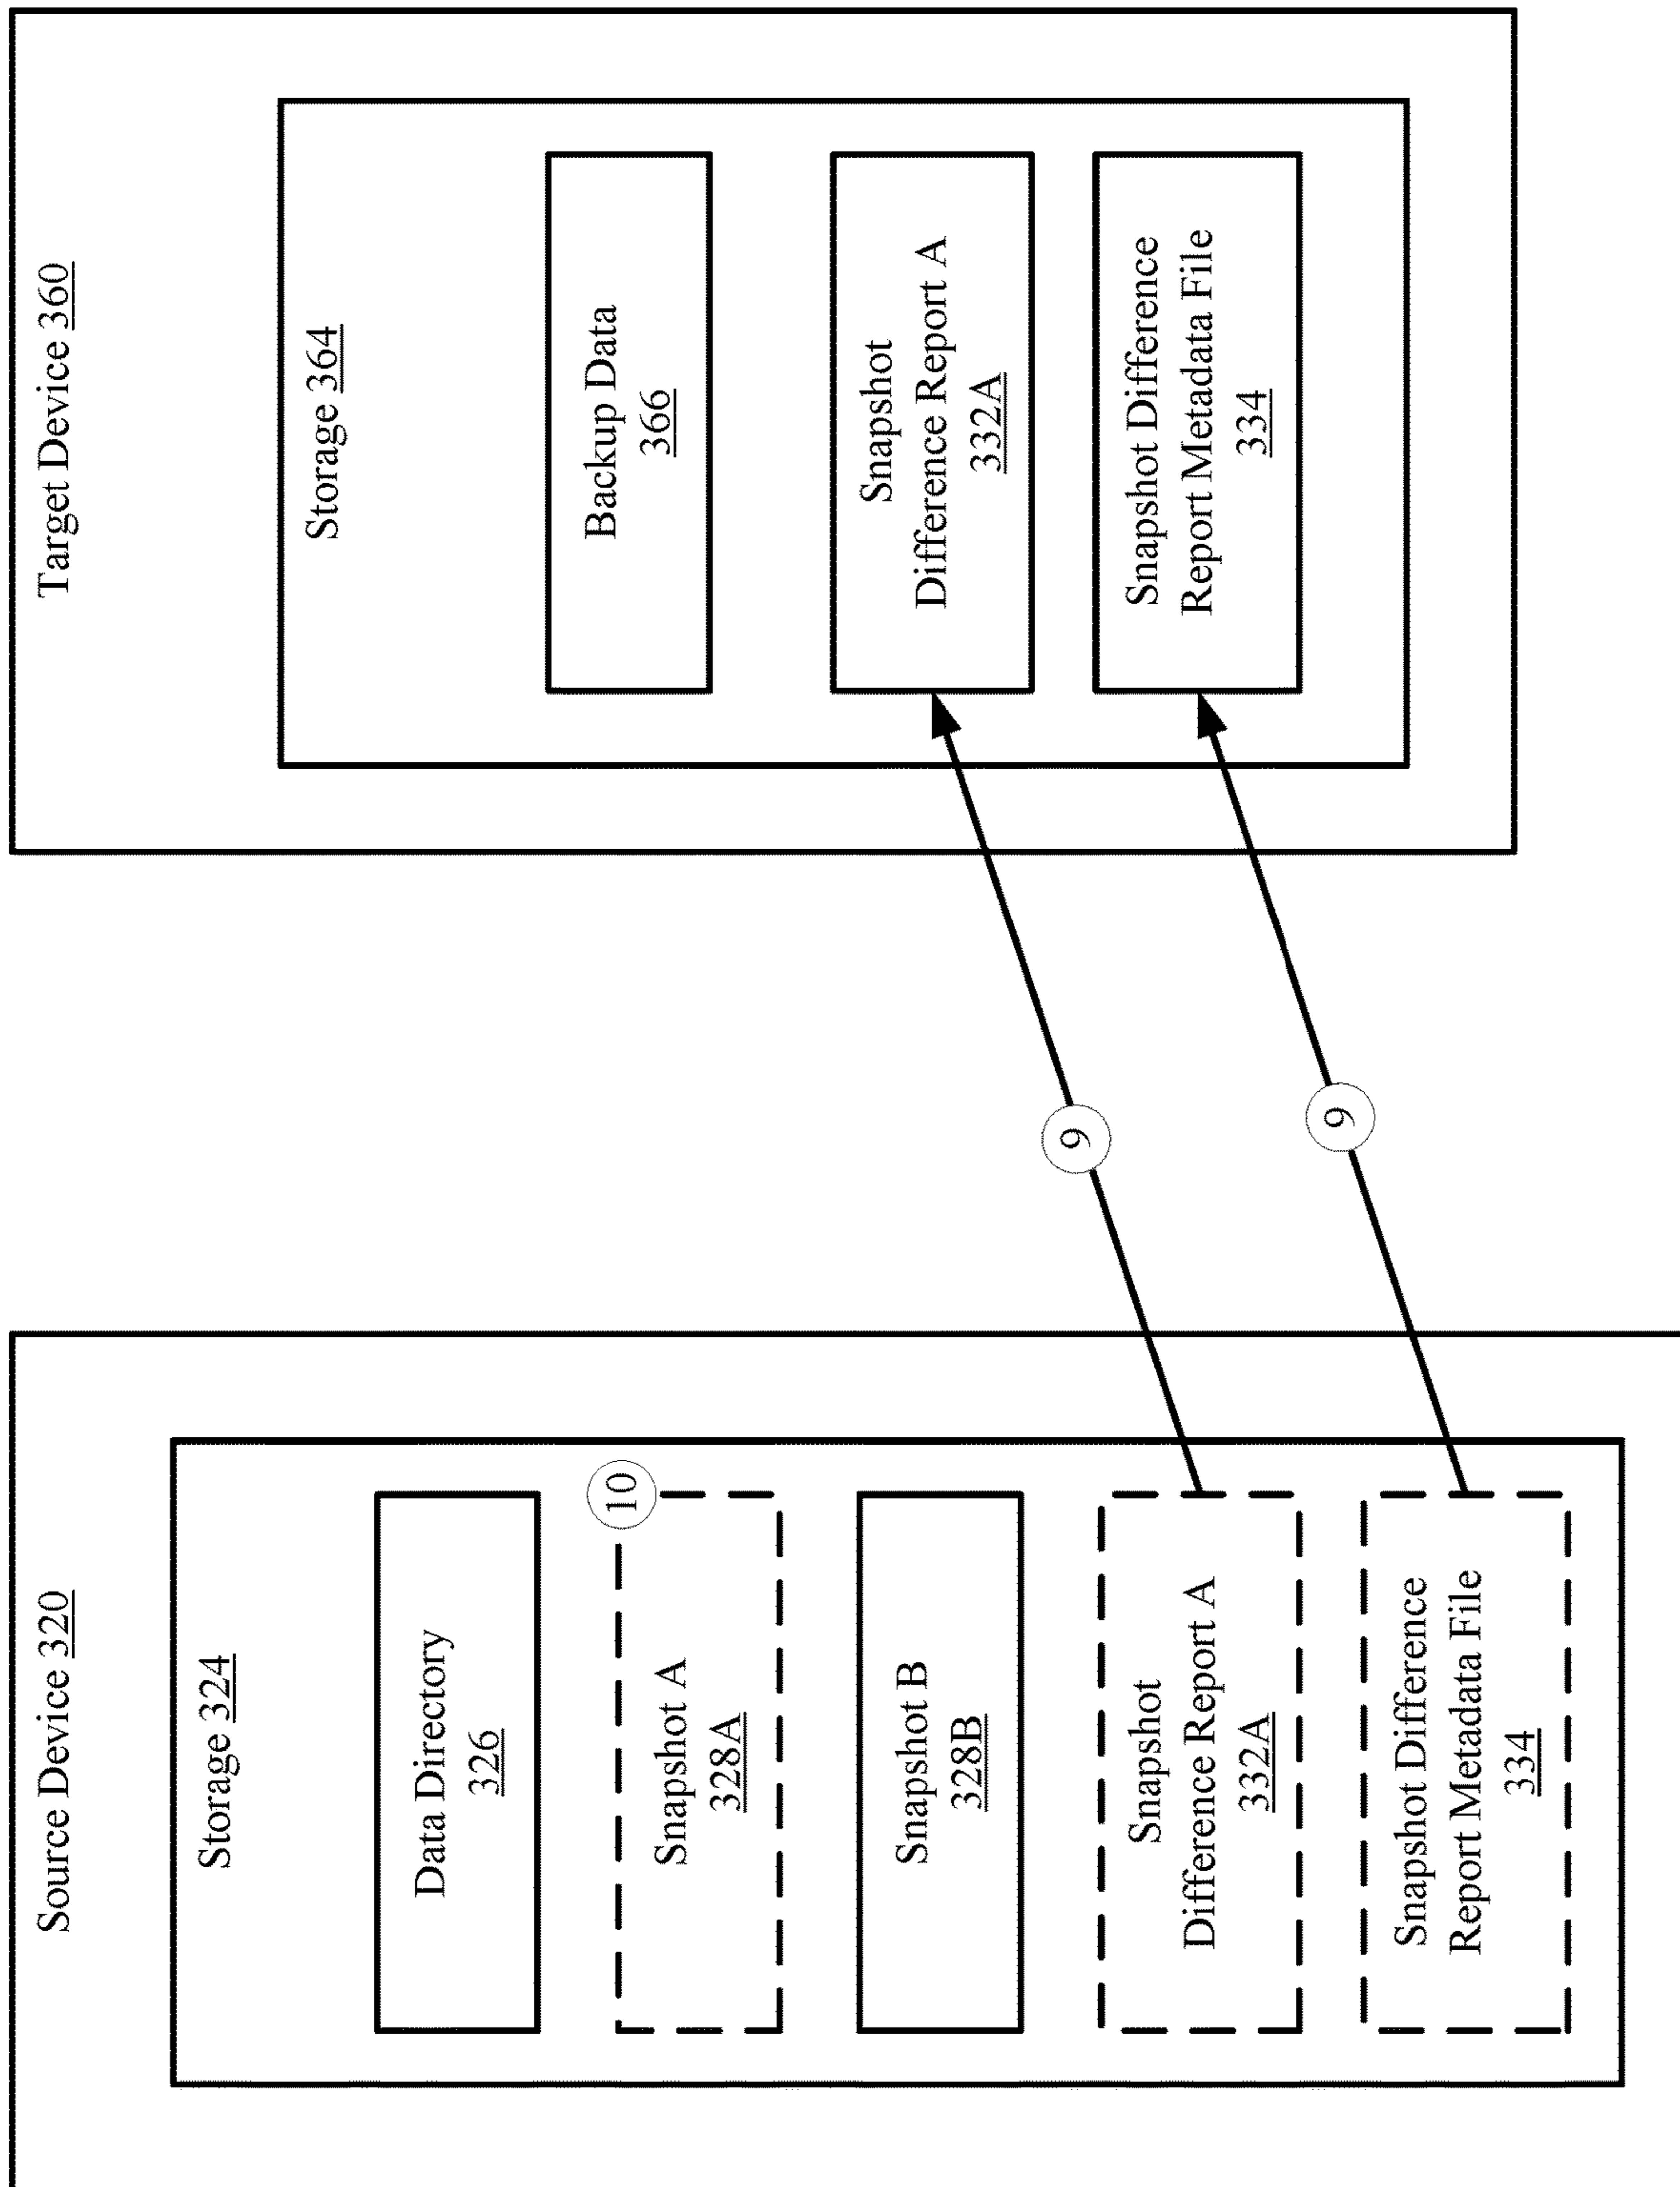 Source Device 320
Storage 324
Data Directory
326
10
Snapshot A
328A
Snapshot B
328B
Snapshot
Difference Report A
332A
Snapshot Difference
Report Metadata File
334
9
9
Target Device 360
Storage 364
Backup Data
366
Snapshot
Difference Report A
332A
Snapshot Difference
Report Metadata File
334